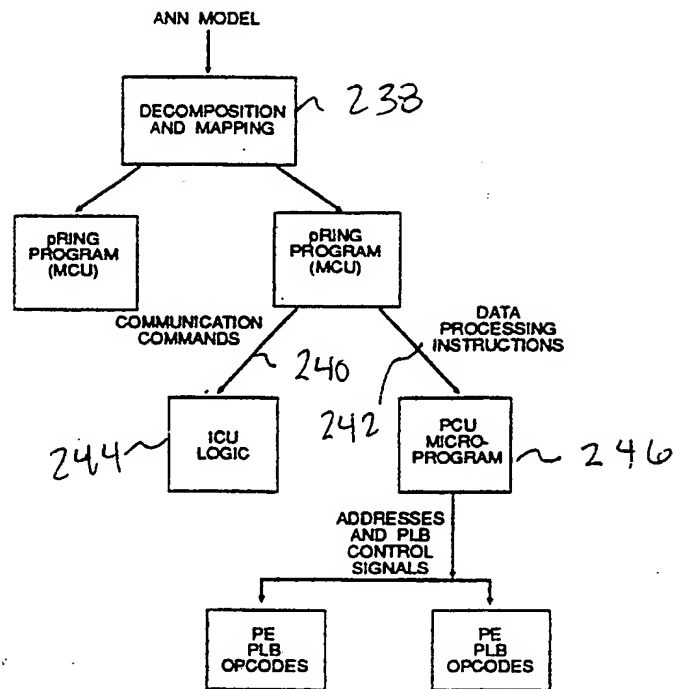 ANN MODEL
DECOMPOSITION
AND MAPPING
238
pRING
PROGRAM
(MCU)
pRING
PROGRAM
(MCU)
COMMUNICATION
COMMANDS
240
DATA
PROCESSING
INSTRUCTIONS
242
244
ICU
LOGIC
PCU
MICRO-
PROGRAM
246
ADDRESSES
AND PLB
CONTROL
SIGNALS
PE
PLB
OPCODES
PE
PLB
OPCODES